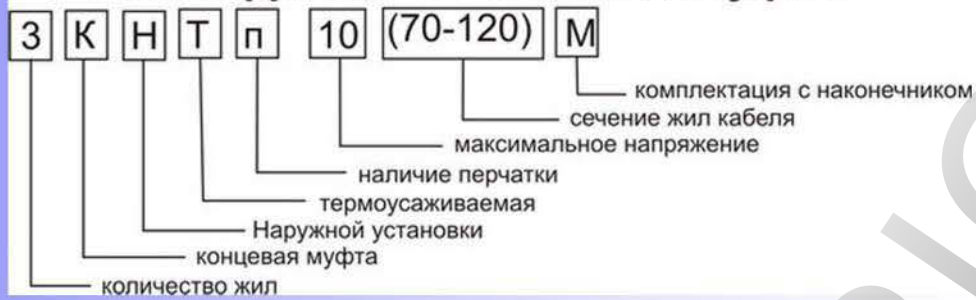 3 К Н Т п 10 (70-120) М
комплектация с наконечником
сечение жил кабеля
максимальное напряжение
наличие перчатки
термоусаживаемая
Наружной установки
концевая муфта
количество жил